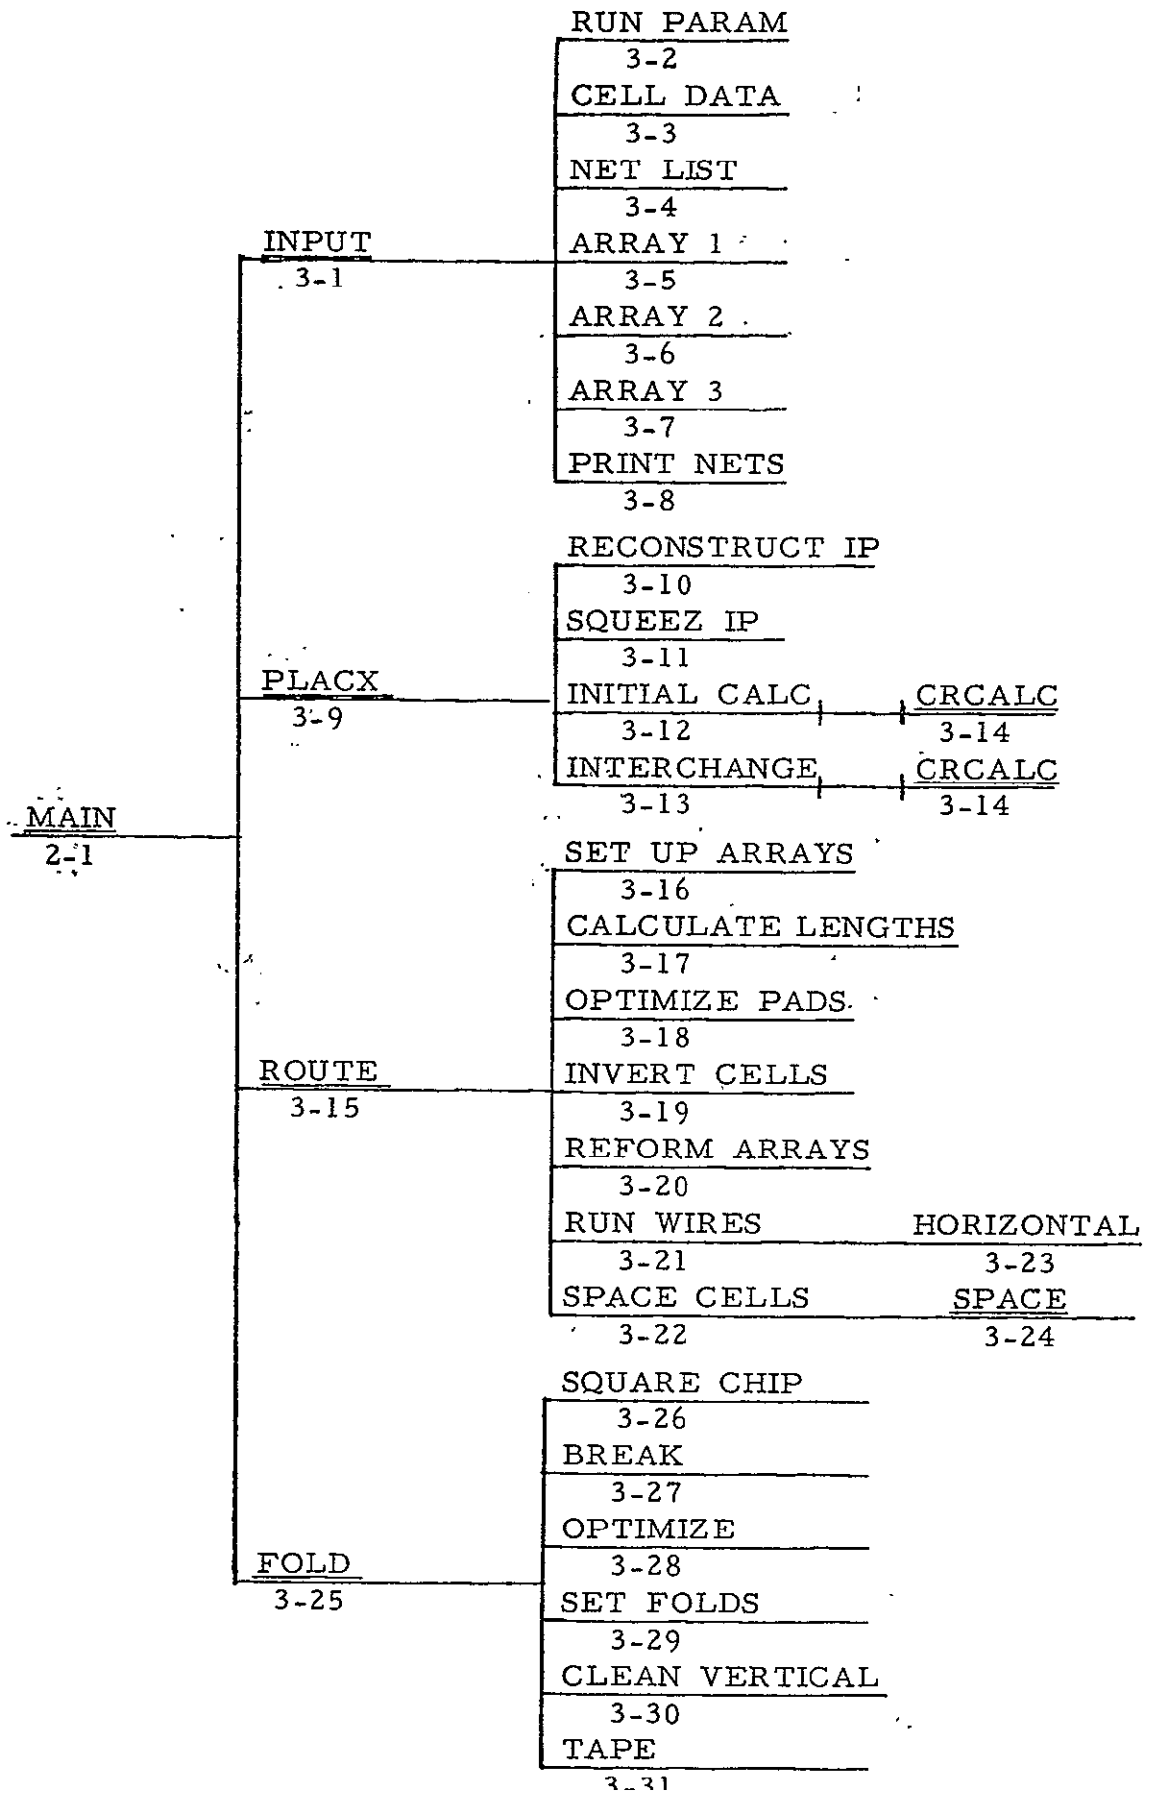 RUN PARAM
3-2
CELL DATA
3-3
NET LIST
3-4
INPUT
3-1
ARRAY 1
3-5
ARRAY 2
3-6
ARRAY 3
3-7
PRINT NETS
3-8
RECONSTRUCT IP
3-10
SQUEEZ IP
3-11
PLACX
3-9
INITIAL CALC
3-12
CRCALC
3-14
INTERCHANGE
3-13
CRCALC
3-14
MAIN
2-1
SET UP ARRAYS
3-16
CALCULATE LENGTHS
3-17
OPTIMIZE PADS
3-18
ROUTE
3-15
INVERT CELLS
3-19
REFORM ARRAYS
3-20
RUN WIRES
3-21
HORIZONTAL
3-23
SPACE CELLS
3-22
SPACE
3-24
SQUARE CHIP
3-26
BREAK
3-27
OPTIMIZE
3-28
FOLD
3-25
SET FOLDS
3-29
CLEAN VERTICAL
3-30
TAPE
3-31